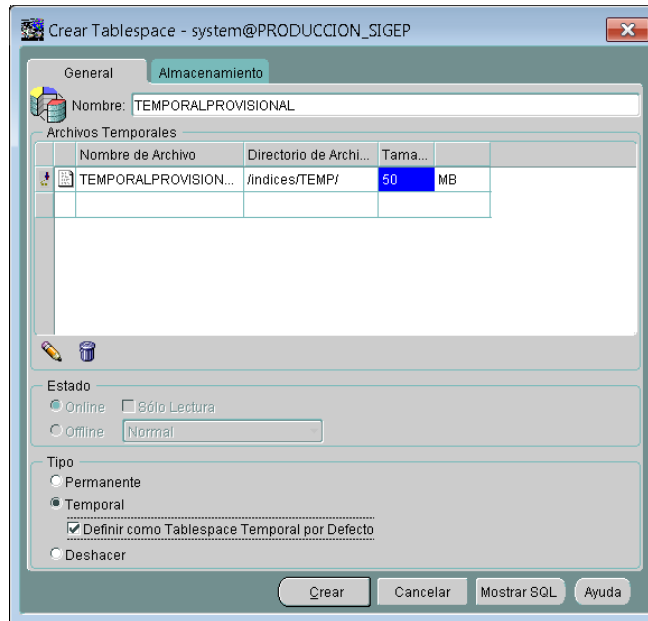 Crear Tablespace - system@PRODUCCION_SIGEP
General Almacenamiento
Nombre: TEMPORALPROVISIONAL
Archivos Temporales
Nombre de Archivo Directorio de Archi... Tama...
TEMPORALPROVISION... /indices/TEMP/ 50 MB
Estado
Online Sólo Lectura
Offline Normal
Tipo
Permanente
Temporal
Definir como Tablespace Temporal por Defecto
Deshacer
Crear Cancelar Mostrar SQL Ayuda